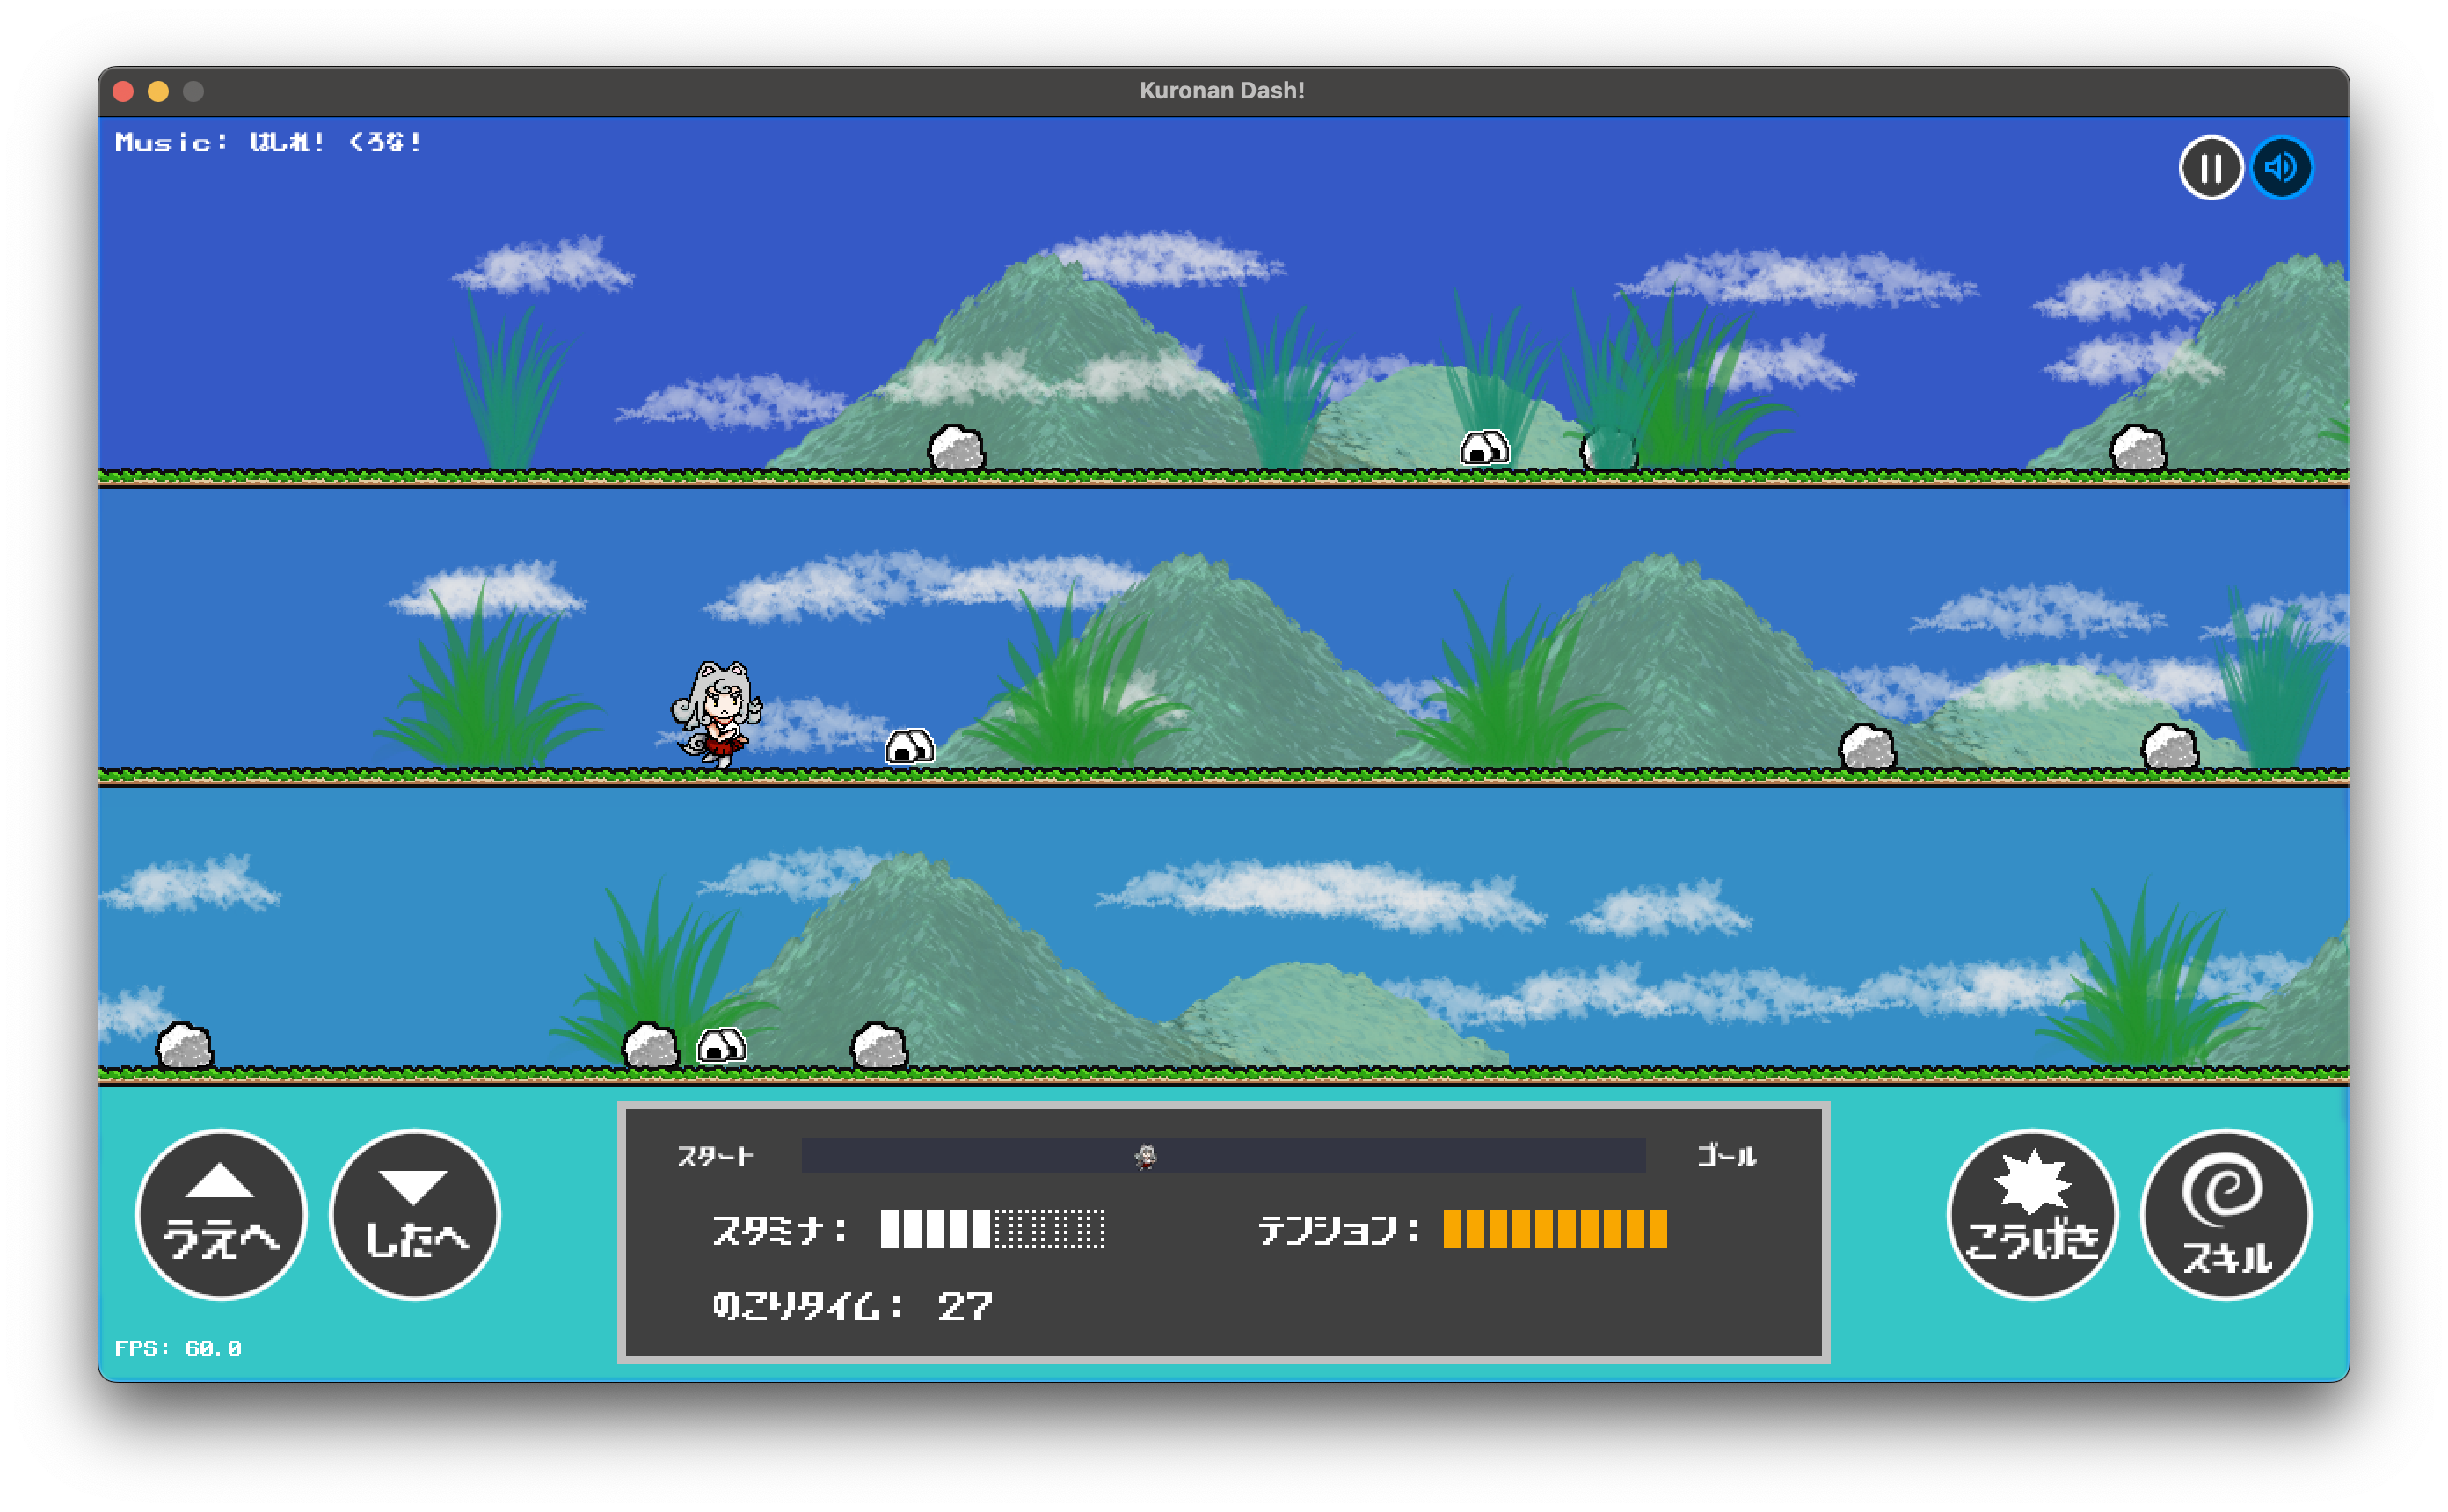 Kuronan Dash!
Music: はしれ! くろな!
スタート ゴール
スタミナ: テンション:
のこりタイム: 27
うえへ したへ こうげき スキル
FPS: 60.0